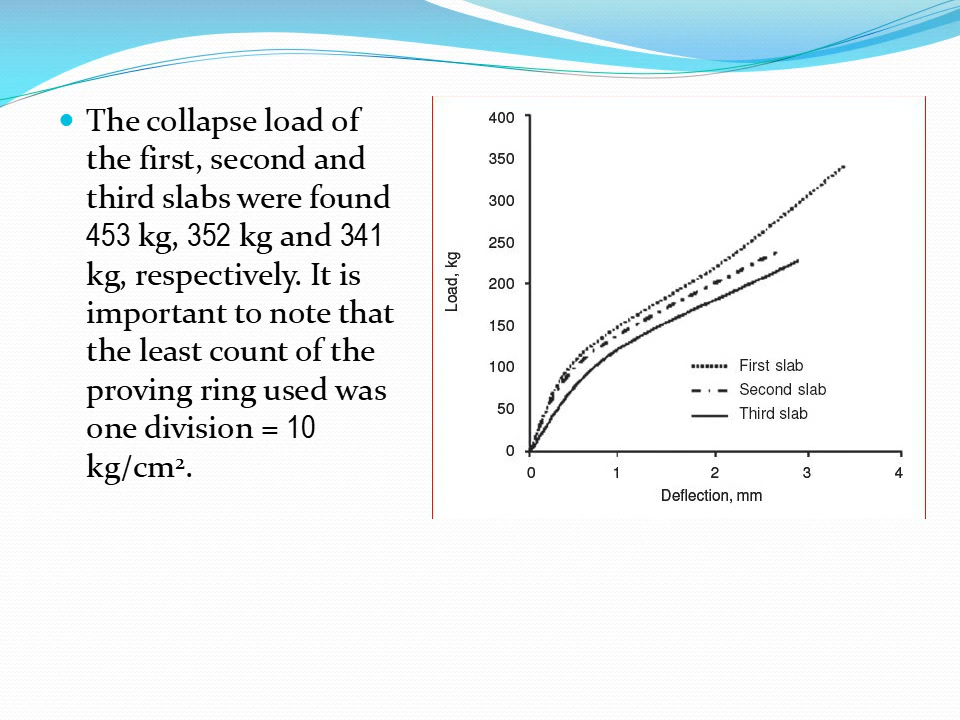 The collapse load of
the first, second and
third slabs were found
453 kg, 352 kg and 341
kg, respectively. It is
important to note that
the least count of the
proving ring used was
one division = 10
kg/cm².
400
350
300
250
200
150
100
50
0
Load, kg
First slab
Second slab
Third slab
0 1 2 3 4
Deflection, mm